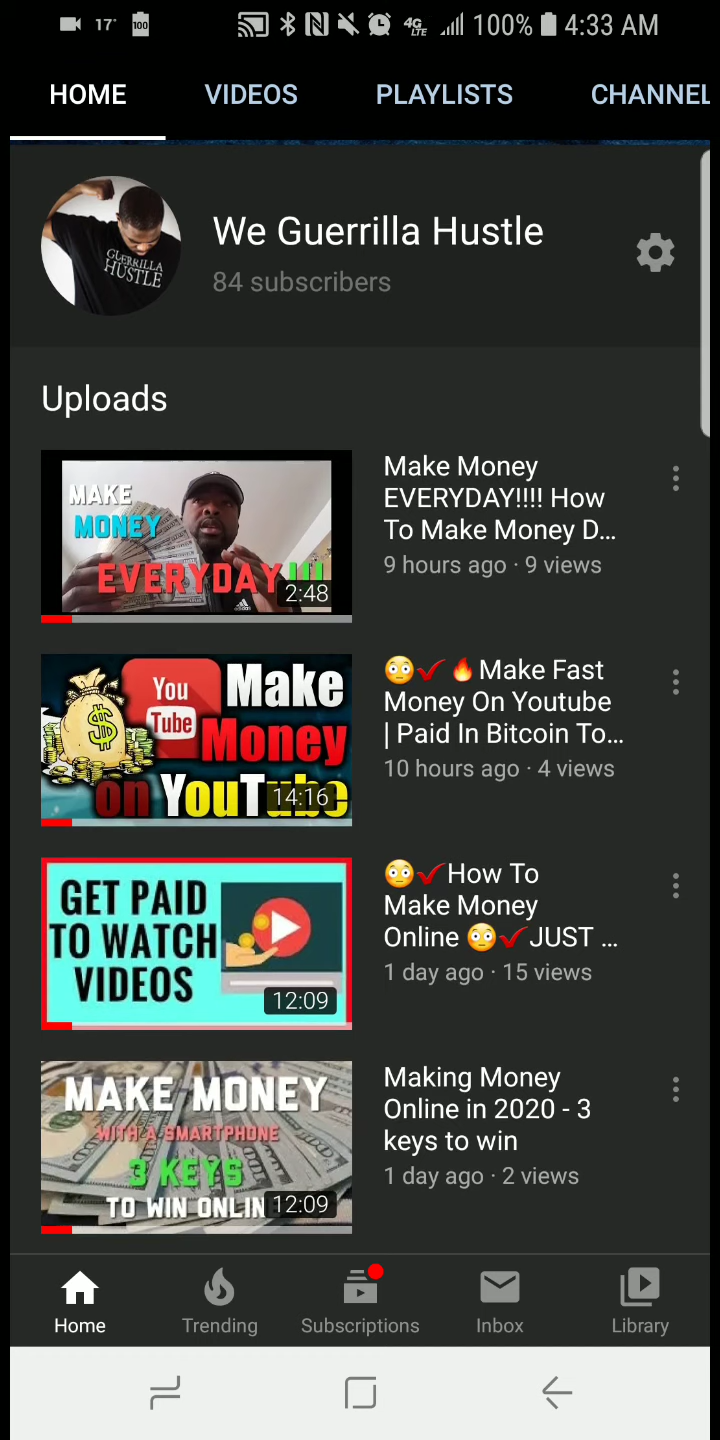 17° 100 4G LTE 100% 4:33 AM
HOME VIDEOS PLAYLISTS CHANNEL
GUERRILLA
HUSTLE
We Guerrilla Hustle
84 subscribers
Uploads
MAKE
MONEY
EVERYDAY!!!
adidas
2:48
Make Money
EVERYDAY!!!! How
To Make Money D...
9 hours ago · 9 views
You
Tube
Make
Money
on YouTube
$
14:16
😳✔🔥Make Fast
Money On Youtube
| Paid In Bitcoin To...
10 hours ago · 4 views
GET PAID
TO WATCH
VIDEOS
12:09
😳✔How To
Make Money
Online 😳✔JUST ...
1 day ago · 15 views
MAKE MONEY
WITH A SMARTPHONE
3 KEYS
TO WIN ONLIN
12:09
Making Money
Online in 2020 - 3
keys to win
1 day ago · 2 views
Home Trending Subscriptions Inbox Library